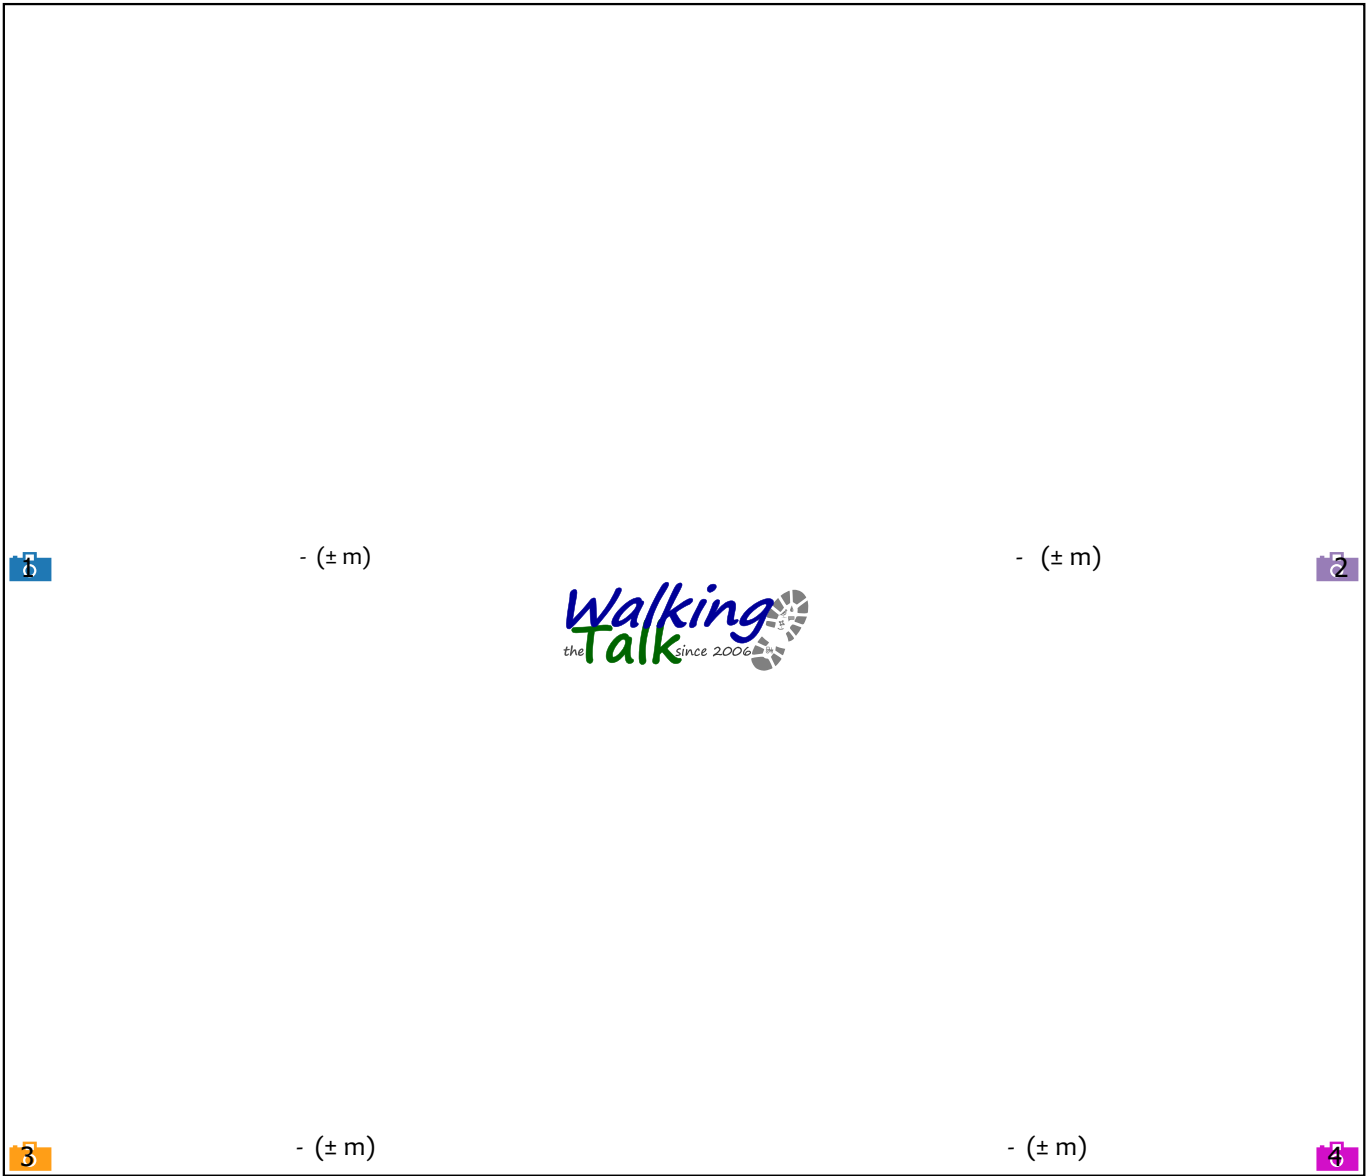 1
- (± m)
- (± m)
2
Walking
the Talk since 2006
3
- (± m)
- (± m)
4